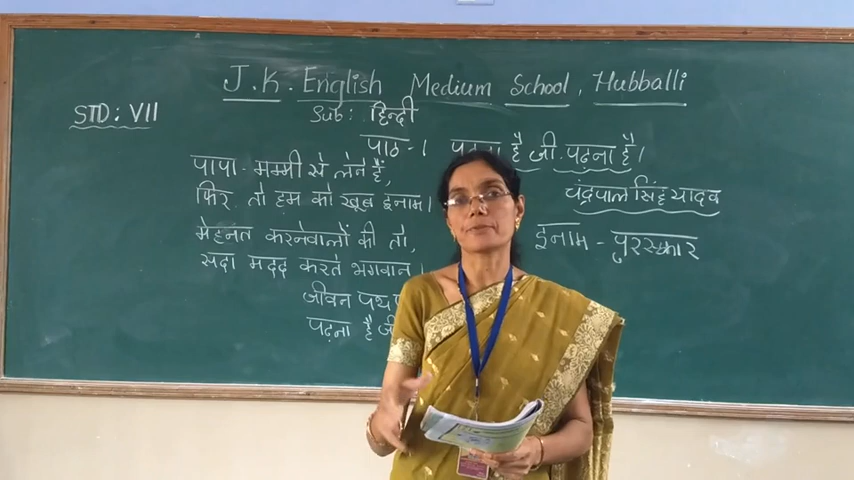 J.K. English Medium School, Hubballi
STD: VII
Sub: हिन्दी
पाठ-1 पढ़ना है जी पढ़ना है।
पापा-मम्मी से लेने हैं,
चंद्रपाल सिंह यादव
फिर तो हम को खूब इनाम।
मेहनत करनेवालों की तो,
इनाम - पुरस्कार
सदा मदद करते भगवान।
जीवन पथ
पढ़ना है जी